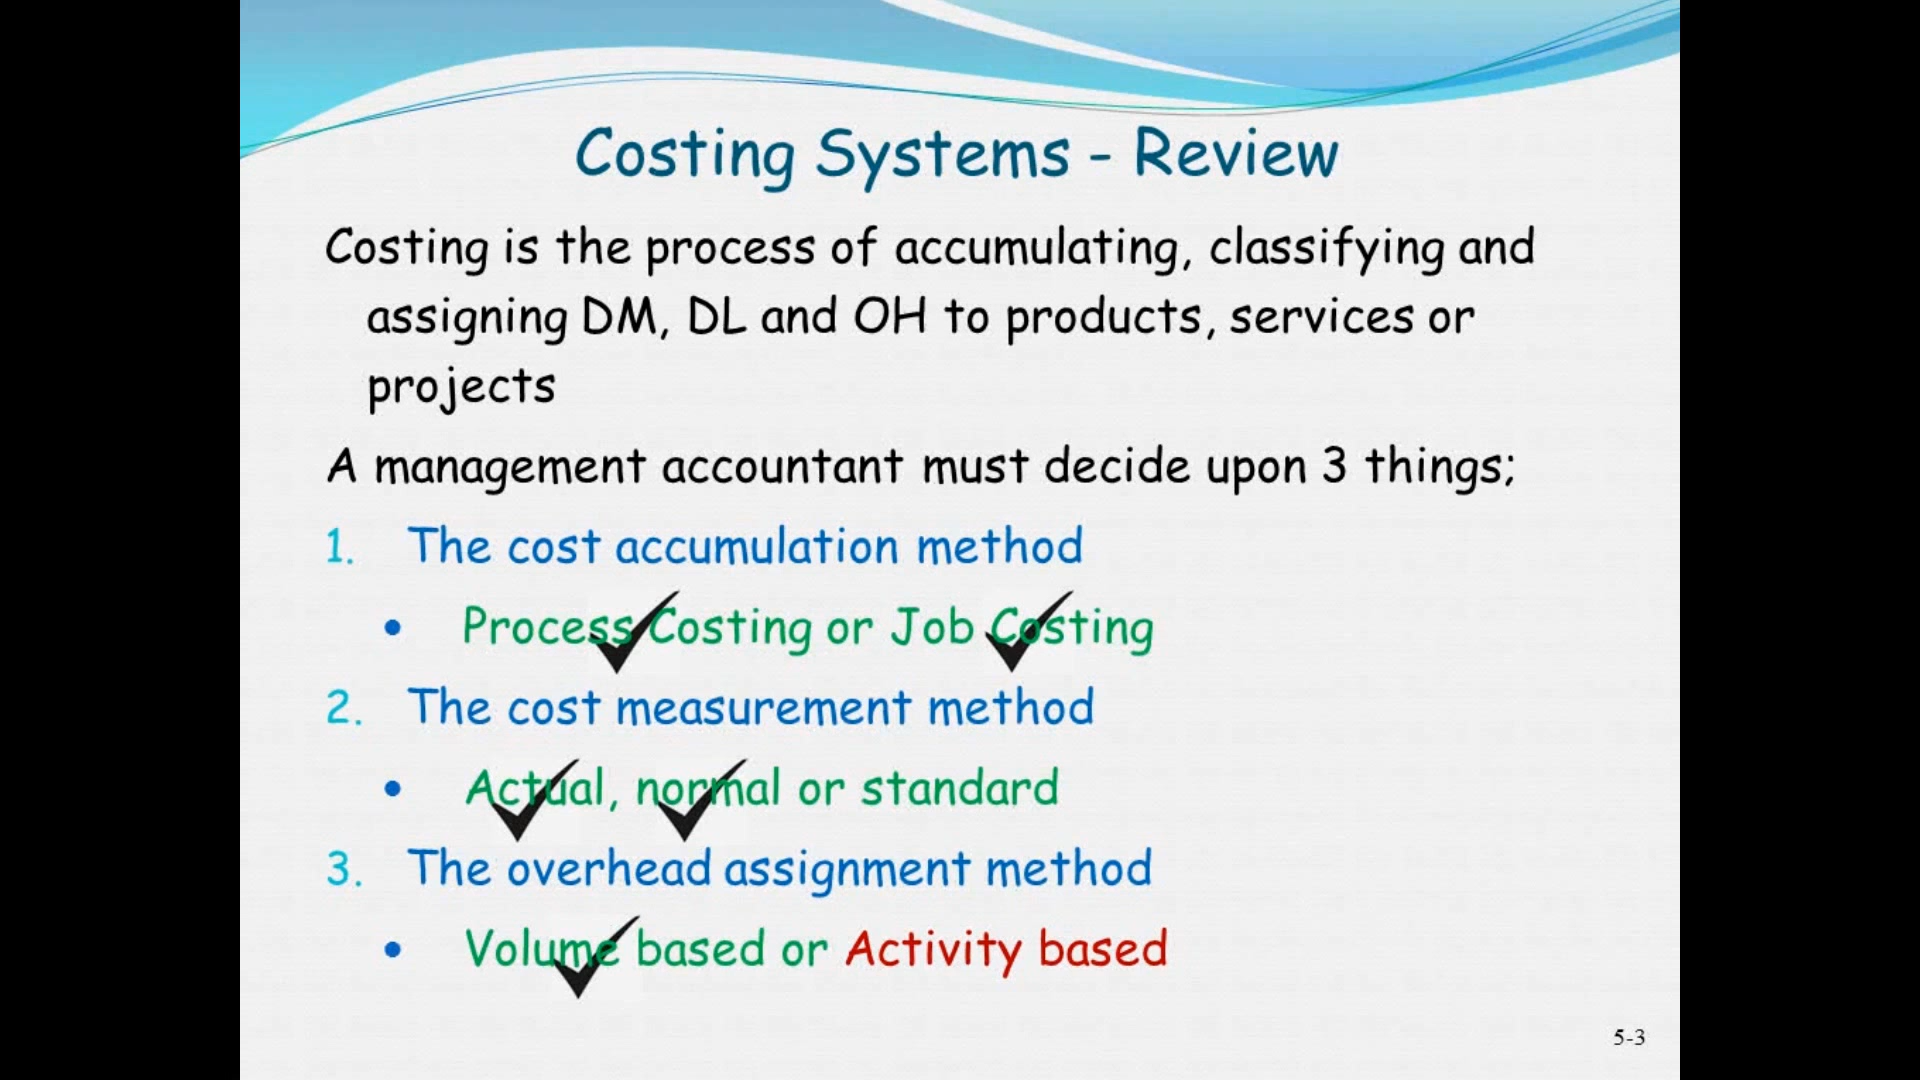 Costing Systems - Review
Costing is the process of accumulating, classifying and
assigning DM, DL and OH to products, services or
projects
A management accountant must decide upon 3 things;
1. The cost accumulation method
• Process Costing or Job Costing
2. The cost measurement method
• Actual, normal or standard
3. The overhead assignment method
• Volume based or Activity based
5-3